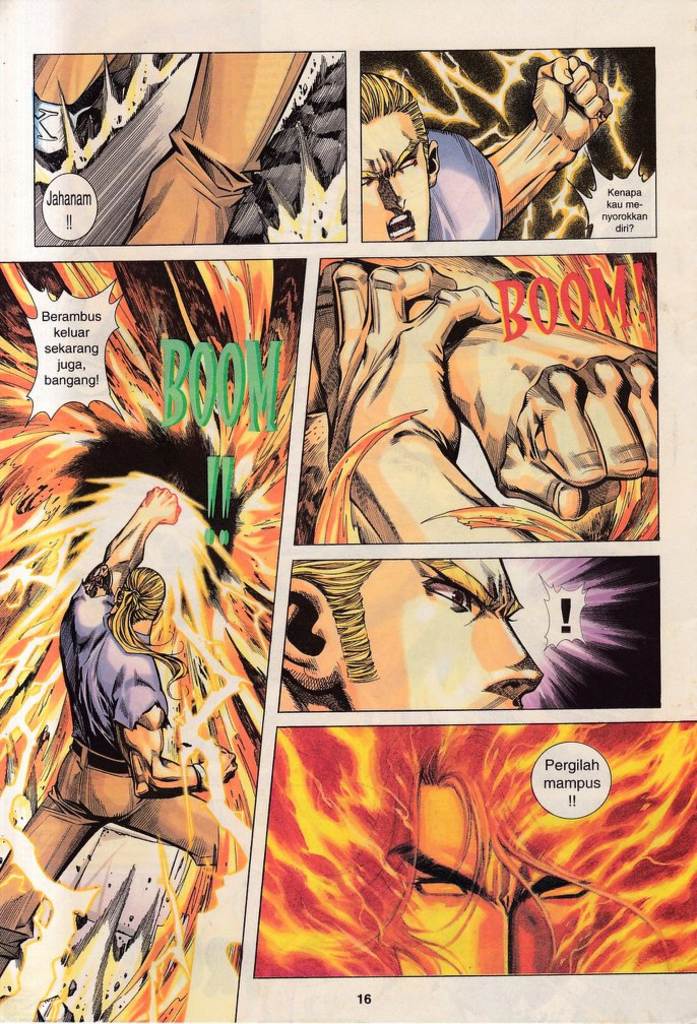 Jahanam
!!
Kenapa
kau me-
nyorokkan
diri?
Berambus
keluar
sekarang
juga,
bangang!
BOOM
!!
BOOM!
!
Pergilah
mampus
!!
16